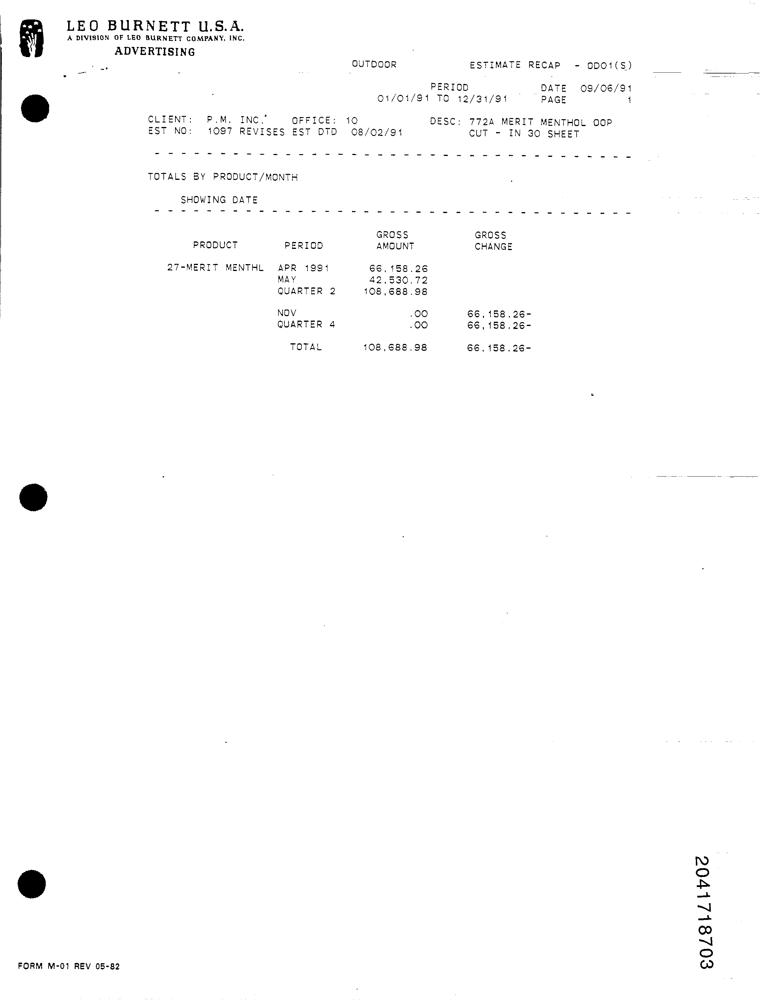 LEO BURNETT U.S.A.
A DIVISION OF LEO BURNETT COMPANY, INC.
ADVERTISING
OUTDOOR ESTIMATE RECAP - OD01(S)
PERIOD DATE 09/06/91
01/01/91 TO 12/31/91 PAGE 1
CLIENT: P.M. INC. OFFICE: 10 DESC: 772A MERIT MENTHOL OOP
EST NO: 1097 REVISES EST DTD 08/02/91 CUT - IN 30 SHEET
- - - - - - - - - - - - - - - - - - - - - - - - - - - - - - - - - - - - -
TOTALS BY PRODUCT/MONTH
SHOWING DATE
- - - - - - - - - - - - - - - - - - - - - - - - - - - - - - - - - - - - -
GROSS GROSS
PRODUCT PERIOD AMOUNT CHANGE
27-MERIT MENTHL APR 1991 66,158.26
MAY 42,530.72
QUARTER 2 108,688.98
NOV .00 66,158.26-
QUARTER 4 .00 66,158.26-
TOTAL 108,688.98 66,158.26-
2041718703
FORM M-01 REV 05-82